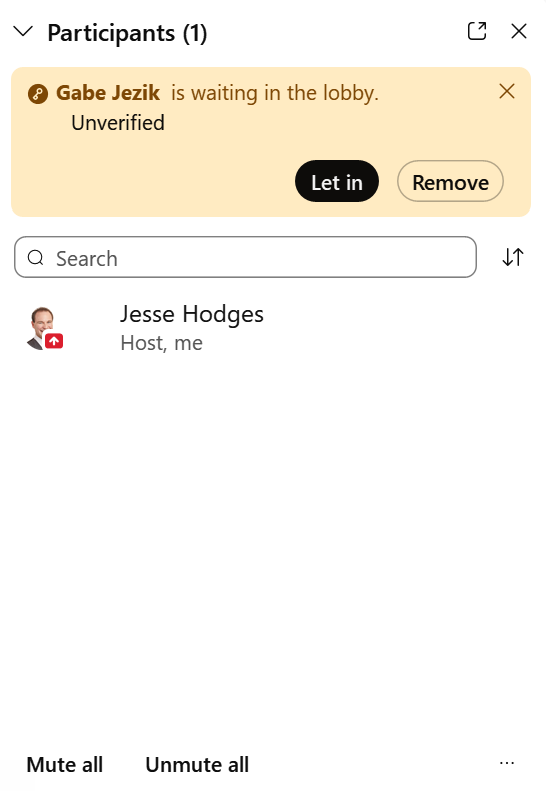 Participants (1)
Gabe Jezik is waiting in the lobby.
Unverified
Let in
Remove
Search
Jesse Hodges
Host, me
Mute all
Unmute all